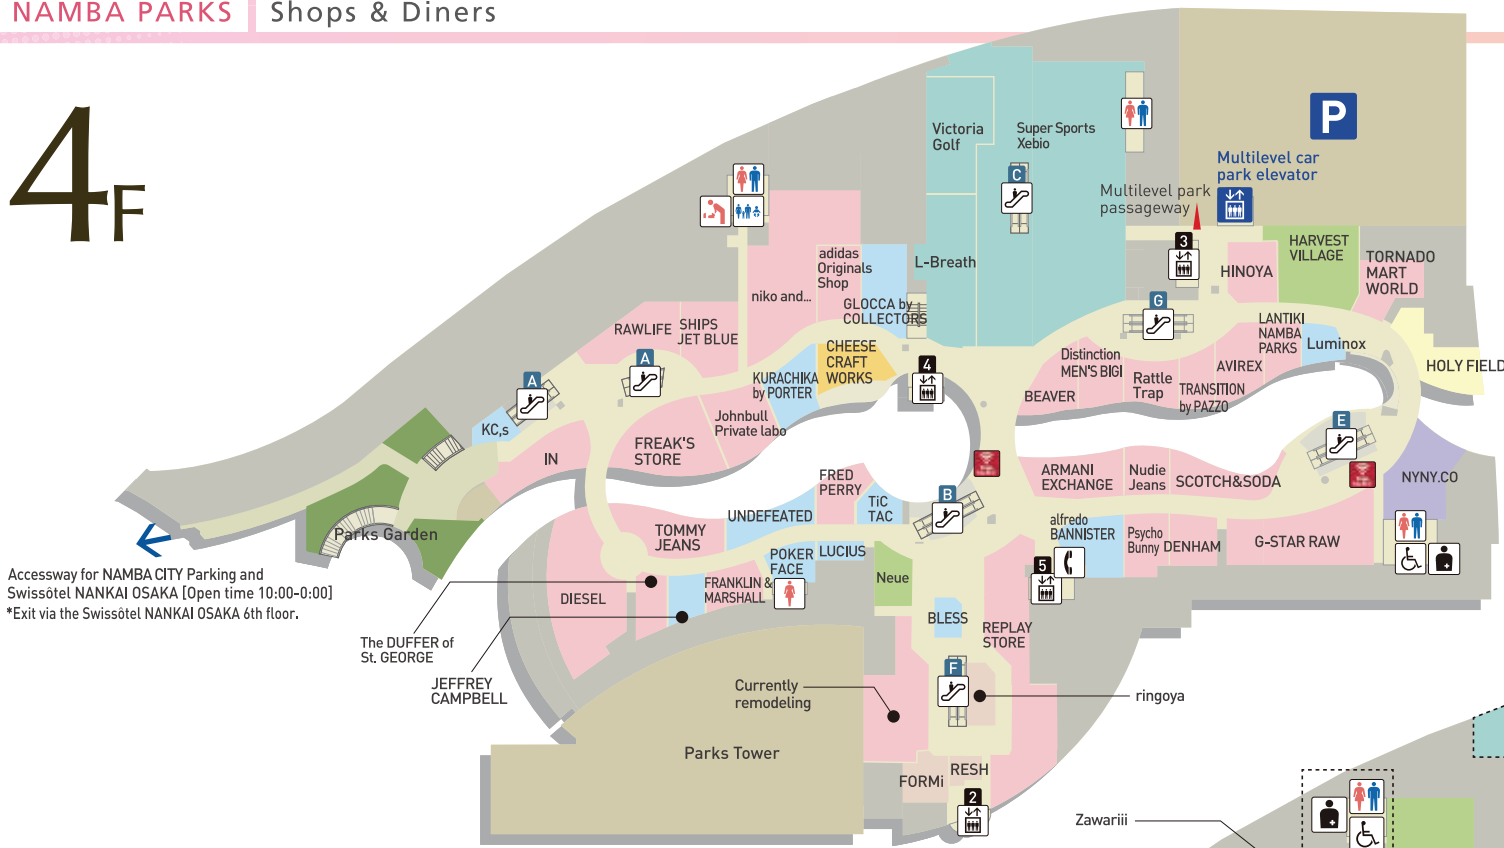 NAMBA PARKS Shops & Diners
4F
Victoria
Golf
Super Sports
Xebio
C
P
Multilevel car
park elevator
Multilevel park
passageway
3
L-Breath
adidas
Originals
Shop
niko and...
GLOCCA by
COLLECTORS
HINOYA
HARVEST
VILLAGE
TORNADO
MART
WORLD
G
RAWLIFE
SHIPS
JET BLUE
CHEESE
CRAFT
WORKS
KURACHIKA
by PORTER
4
LANTIKI
NAMBA
PARKS
Luminox
HOLY FIELD
Distinction
MEN'S BIGI
AVIREX
Rattle
Trap
TRANSITION
by PAZZO
BEAVER
A
A
KC,s
IN
FREAK'S
STORE
Johnbull
Private labo
E
ARMANI
EXCHANGE
Nudie
Jeans
SCOTCH&SODA
NYNY.CO
FRED
PERRY
TiC
TAC
B
UNDEFEATED
TOMMY
JEANS
alfredo
BANNISTER
Psycho
Bunny
DENHAM
G-STAR RAW
Parks Garden
POKER
FACE
LUCIUS
Neue
5
FRANKLIN &
MARSHALL
DIESEL
Accessway for NAMBA CITY Parking and
Swissôtel NANKAI OSAKA [Open time 10:00-0:00]
*Exit via the Swissôtel NANKAI OSAKA 6th floor.
The DUFFER of
St. GEORGE
JEFFREY
CAMPBELL
BLESS
REPLAY
STORE
F
Currently
remodeling
ringoya
Parks Tower
FORMi
RESH
2
Zawariii